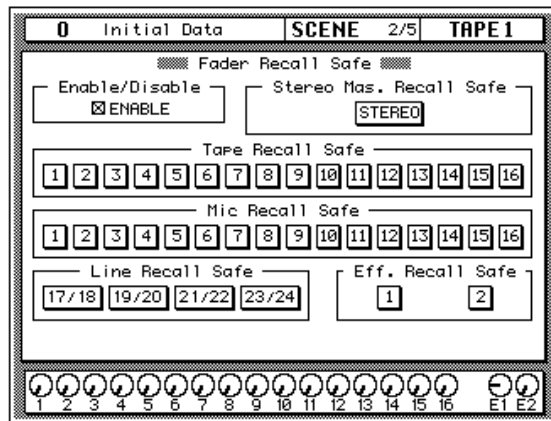 0 Initial Data SCENE 2/5 TAPE 1
Fader Recall Safe
Enable/Disable
ENABLE
Stereo Mas. Recall Safe
STEREO
Tape Recall Safe
1 2 3 4 5 6 7 8 9 10 11 12 13 14 15 16
Mic Recall Safe
1 2 3 4 5 6 7 8 9 10 11 12 13 14 15 16
Line Recall Safe
17/18 19/20 21/22 23/24
Eff. Recall Safe
1 2
1 2 3 4 5 6 7 8 9 10 11 12 13 14 15 16 E1 E2